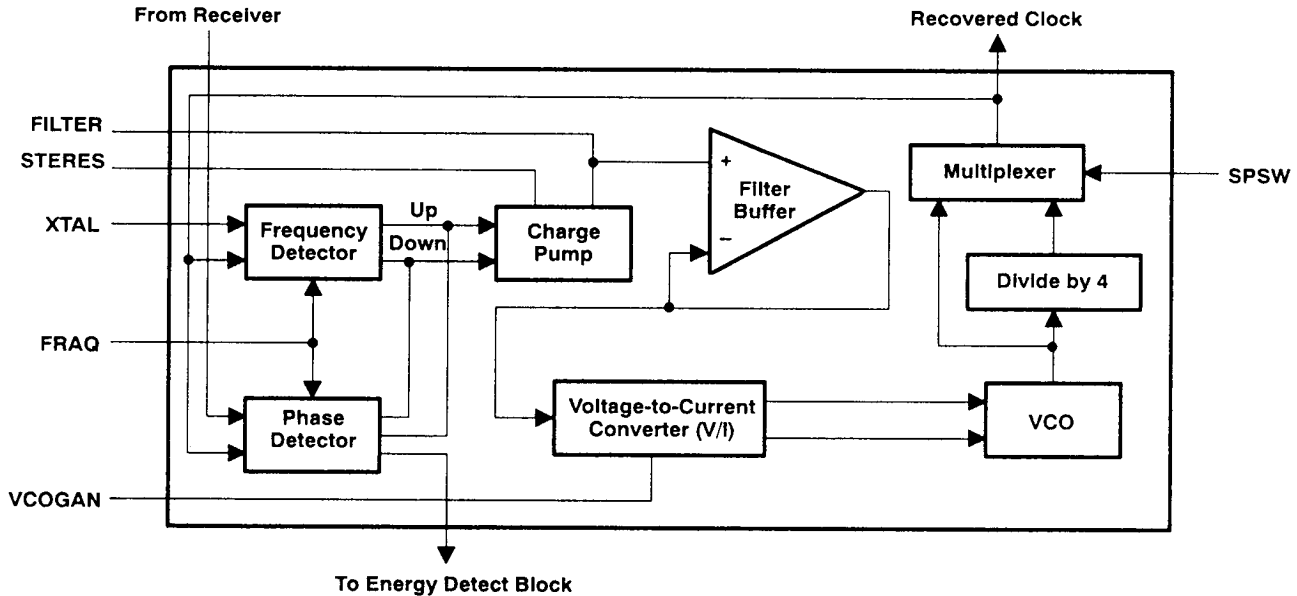 From Receiver
Recovered Clock
FILTER
STERES
XTAL
FRAQ
VCOGAN
Frequency
Detector
Up
Down
Charge
Pump
+
Filter
Buffer
−
Multiplexer
SPSW
Divide by 4
Phase
Detector
Voltage-to-Current
Converter (V/I)
VCO
To Energy Detect Block